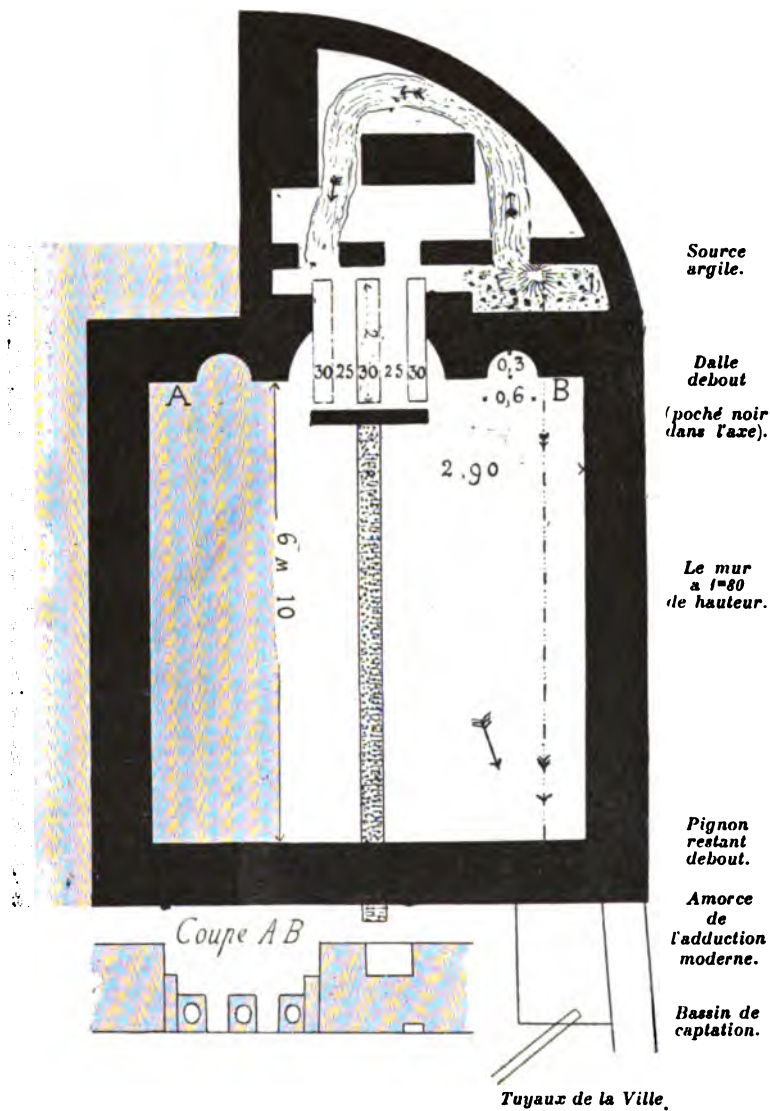 Source
argile.
2
30 25 30 25 30
0,3
0,6
A
B
Dalle
debout
(poché noir
dans l'axe).
2,90
6 m 10
Le mur
a 1m80
de hauteur.
Pignon
restant
debout.
Coupe AB
Amorce
de
l'adduction
moderne.
Bassin de
captation.
Tuyaux de la Ville.